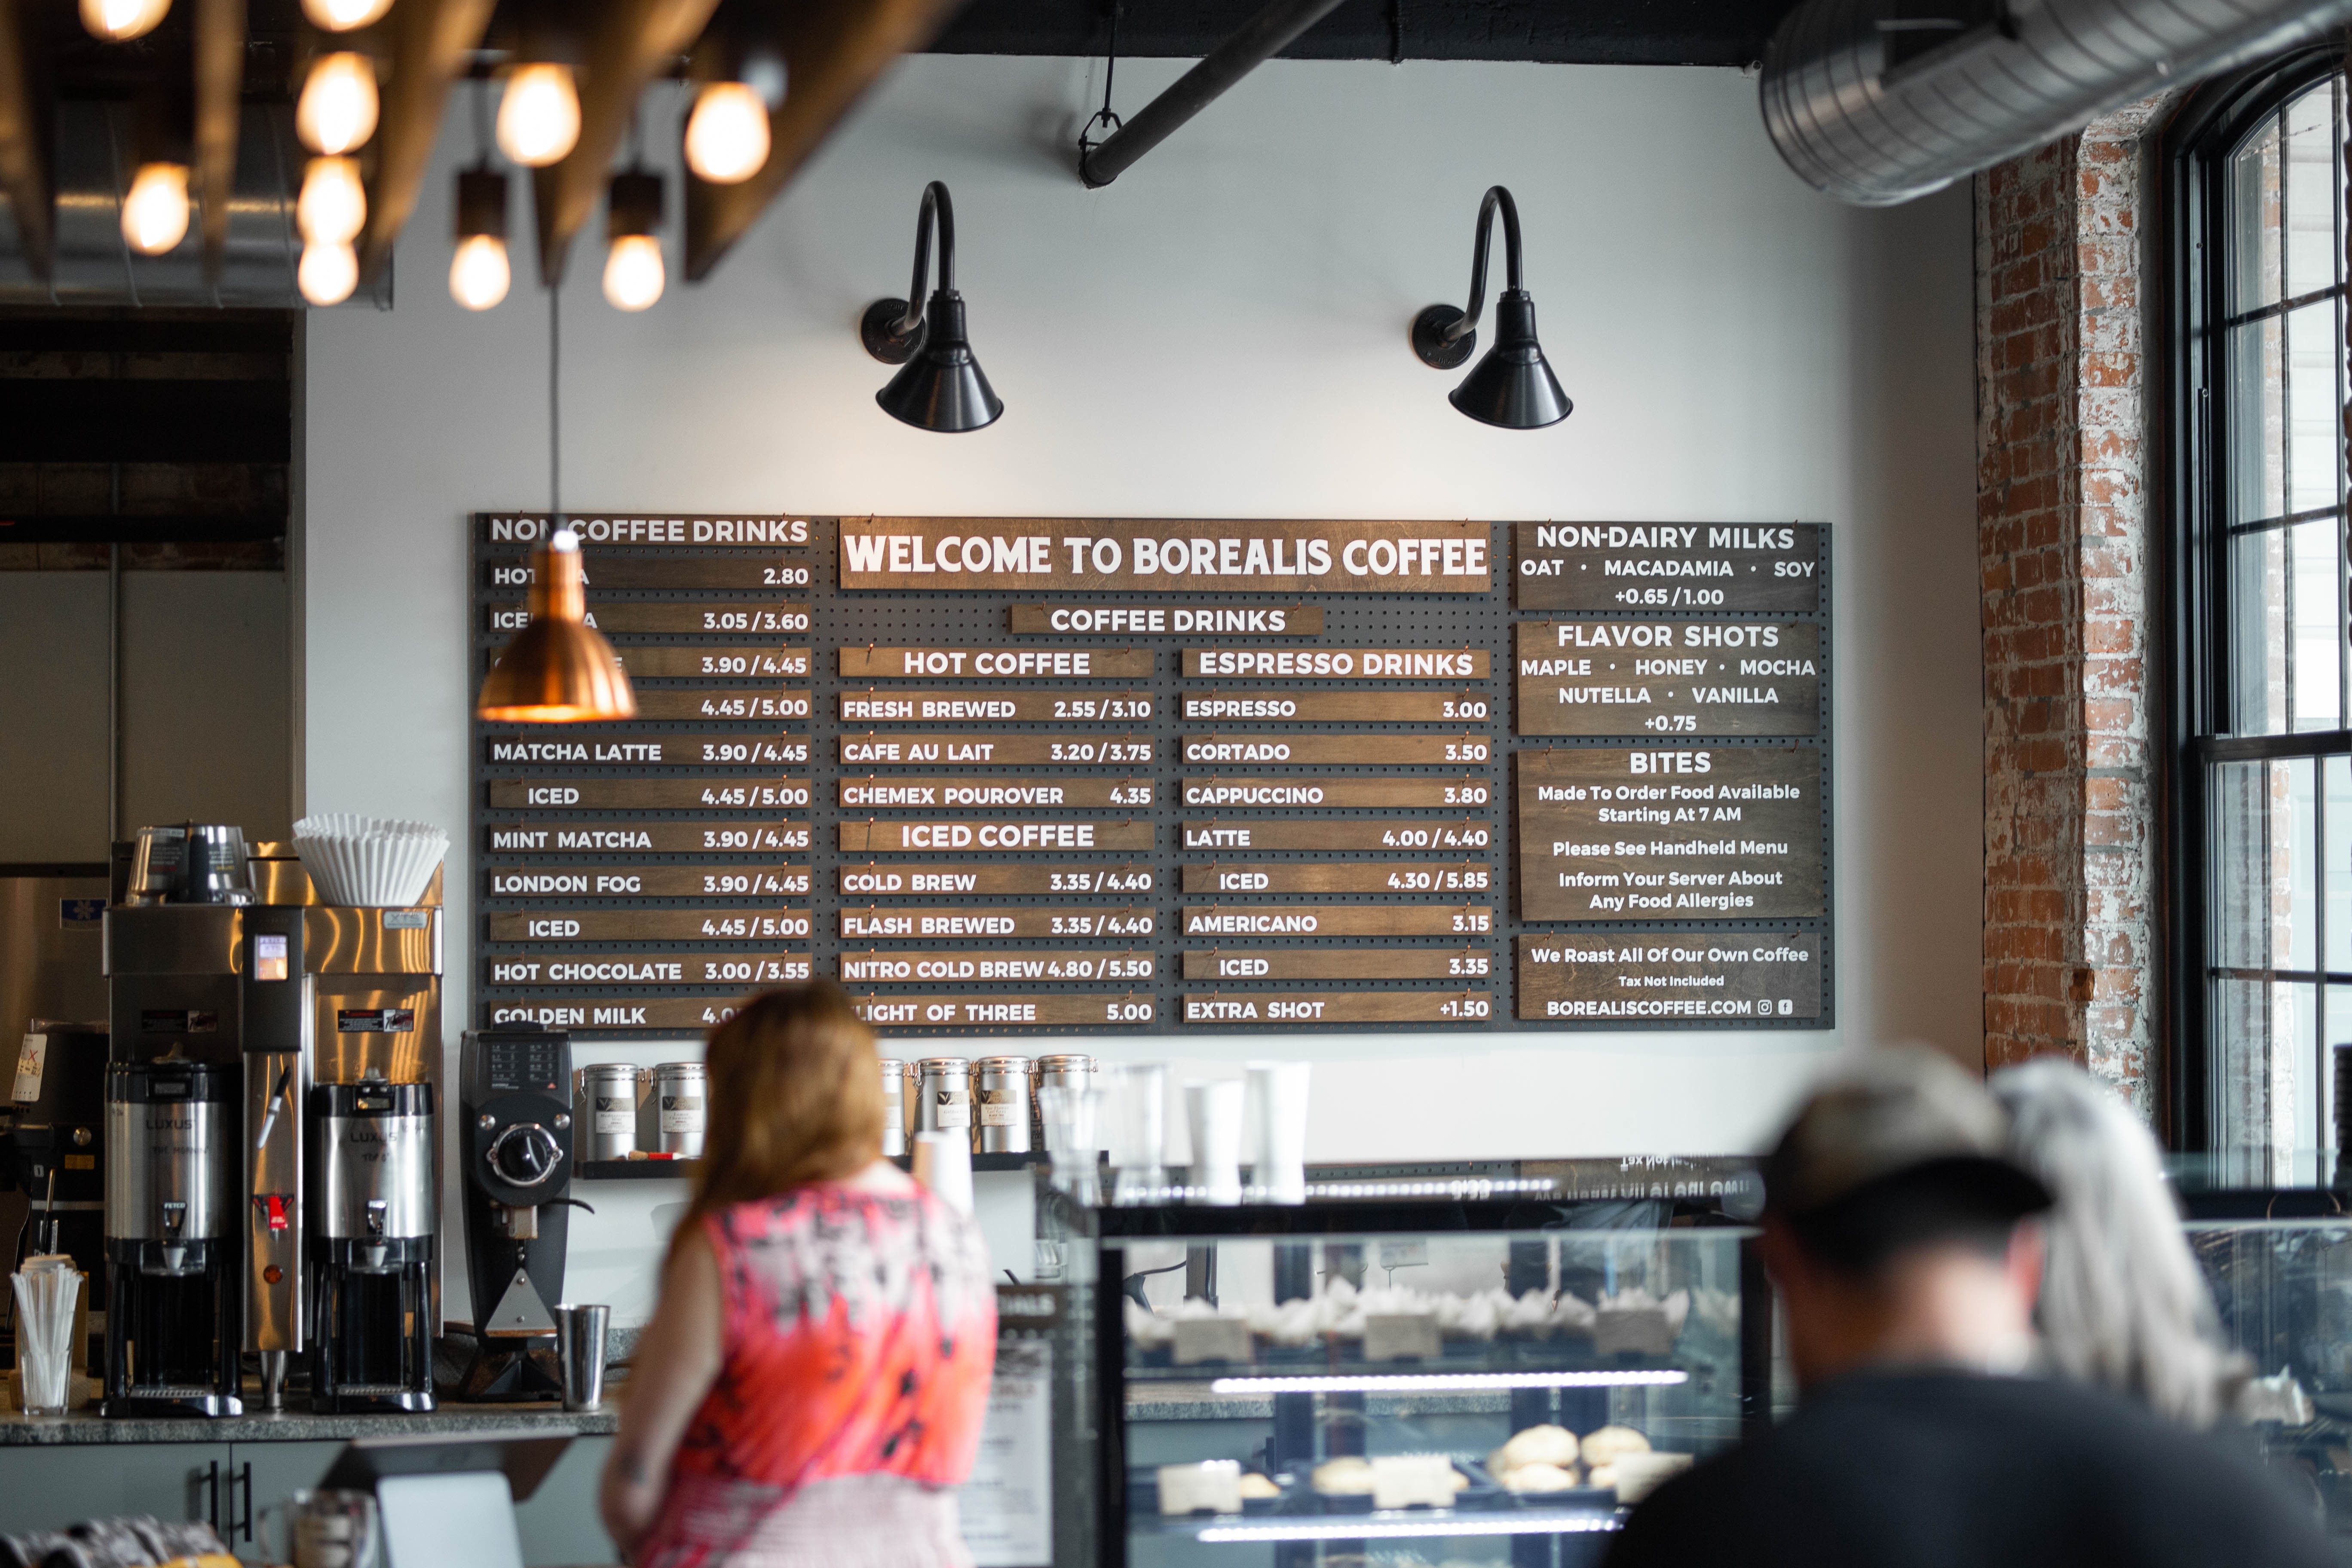 NON-COFFEE DRINKS
2.80
3.05 / 3.60
3.90 / 4.45
4.45 / 5.00
MATCHA LATTE 3.90 / 4.45
ICED 4.45 / 5.00
MINT MATCHA 3.90 / 4.45
LONDON FOG 3.90 / 4.45
ICED 4.45 / 5.00
HOT CHOCOLATE 3.00 / 3.55
GOLDEN MILK
WELCOME TO BOREALIS COFFEE
COFFEE DRINKS
HOT COFFEE
FRESH BREWED 2.55 / 3.10
CAFE AU LAIT 3.20 / 3.75
CHEMEX POUROVER 4.35
ICED COFFEE
COLD BREW 3.35 / 4.40
FLASH BREWED 3.35 / 4.40
NITRO COLD BREW 4.80 / 5.50
LIGHT OF THREE 5.00
ESPRESSO DRINKS
ESPRESSO 3.00
CORTADO 3.50
CAPPUCCINO 3.80
LATTE 4.00 / 4.40
ICED 4.30 / 5.85
AMERICANO 3.15
ICED 3.35
EXTRA SHOT +1.50
NON-DAIRY MILKS
OAT • MACADAMIA • SOY
+0.65 / 1.00
FLAVOR SHOTS
MAPLE • HONEY • MOCHA
NUTELLA • VANILLA
+0.75
BITES
Made To Order Food Available
Starting At 7 AM
Please See Handheld Menu
Inform Your Server About
Any Food Allergies
We Roast All Of Our Own Coffee
Tax Not Included
BOREALISCOFFEE.COM
LUXUS
LUXUS
FETCO